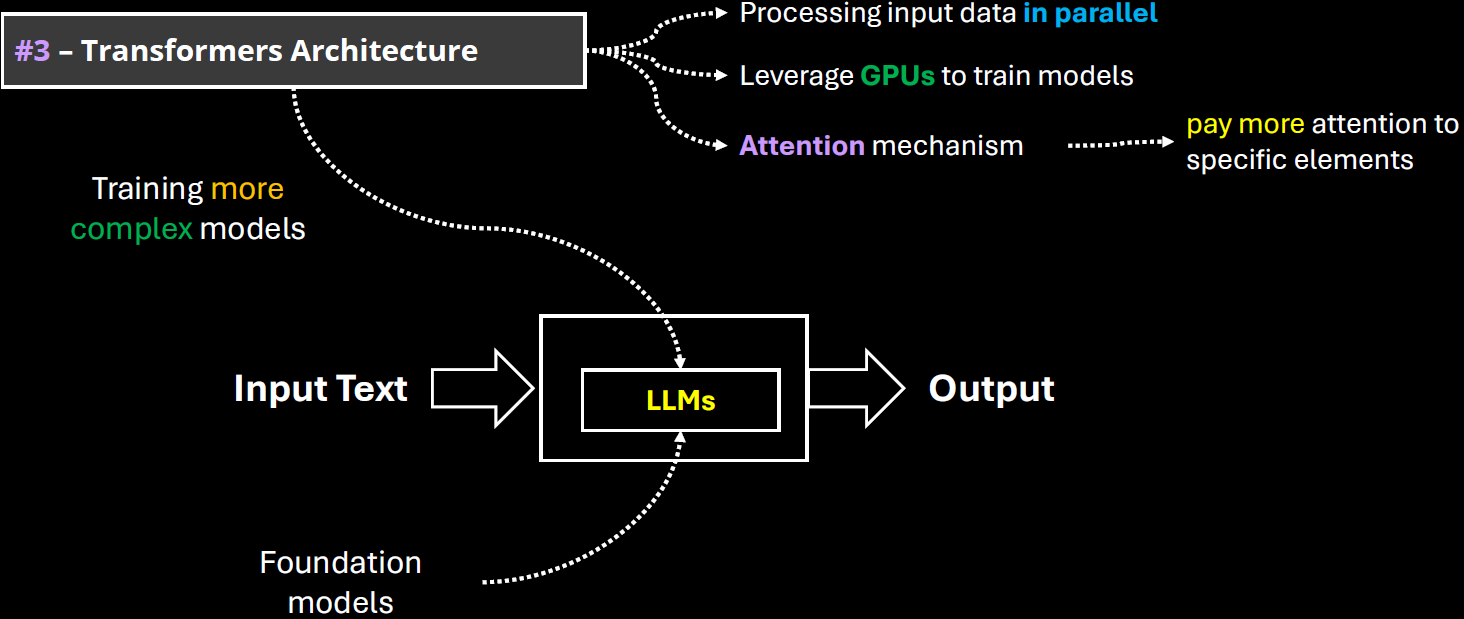 #3 – Transformers Architecture
Processing input data in parallel
Leverage GPUs to train models
Attention mechanism
pay more attention to
specific elements
Training more
complex models
Input Text
LLMs
Output
Foundation
models